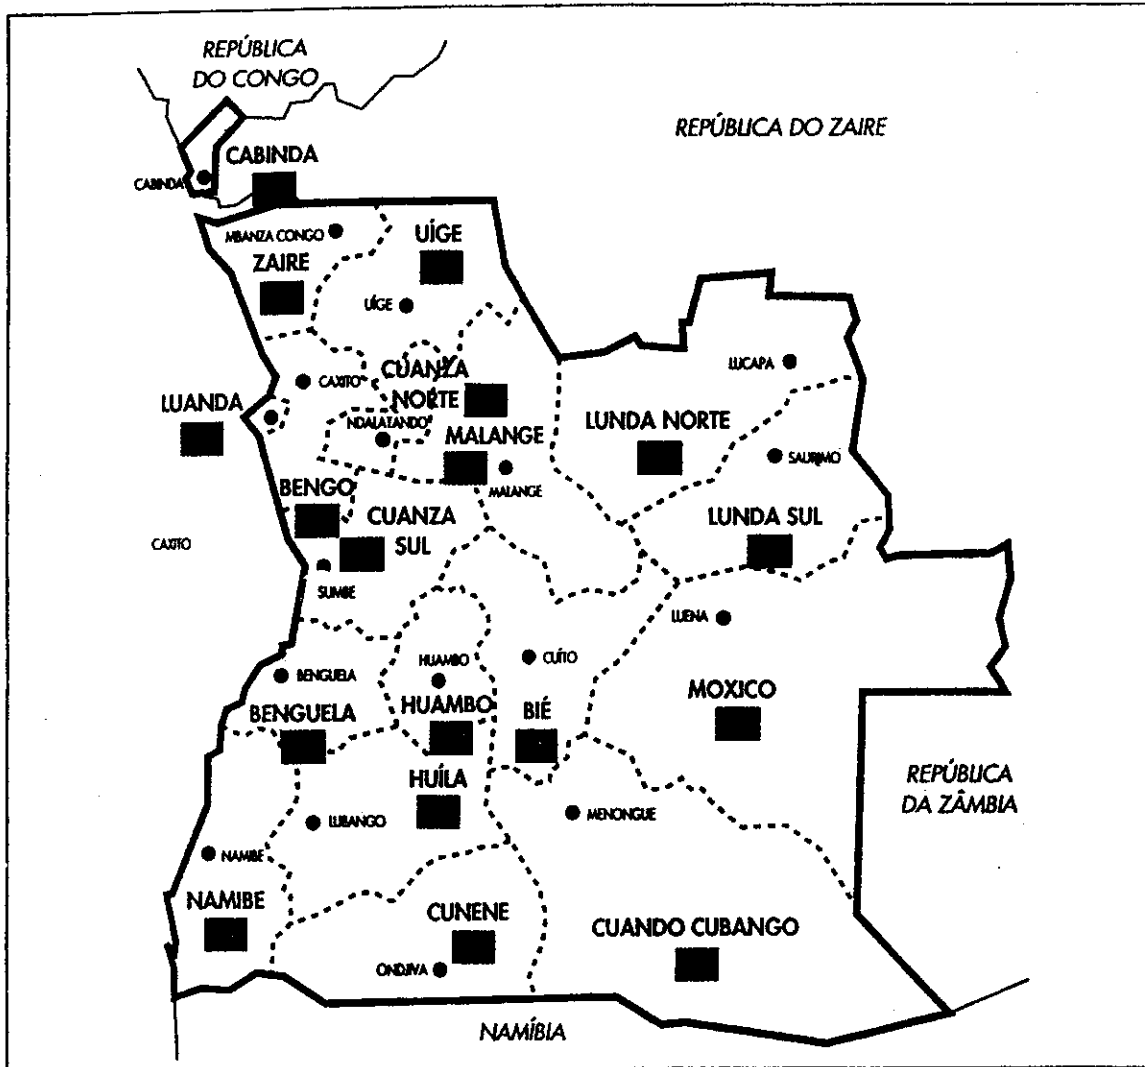 REPÚBLICA
DO CONGO
REPÚBLICA DO ZAIRE
CABINDA
CABINDA
MBANZA CONGO
UÍGE
ZAIRE
UÍGE
LUCAPA
CUANZA
NORTE
CAXITO
LUANDA
NDALATANDO
MALANGE
LUNDA NORTE
SAURIMO
MALANGE
BENGO
CUANZA
SUL
LUNDA SUL
CAXITO
SUMBE
LUENA
HUAMBO
CUÍTO
BENGUELA
MOXICO
BENGUELA
HUAMBO
BIÉ
HUÍLA
REPÚBLICA
DA ZÂMBIA
LUBANGO
MENONGUE
NAMIBE
NAMIBE
CUNENE
CUANDO CUBANGO
ONDJIVA
NAMÍBIA